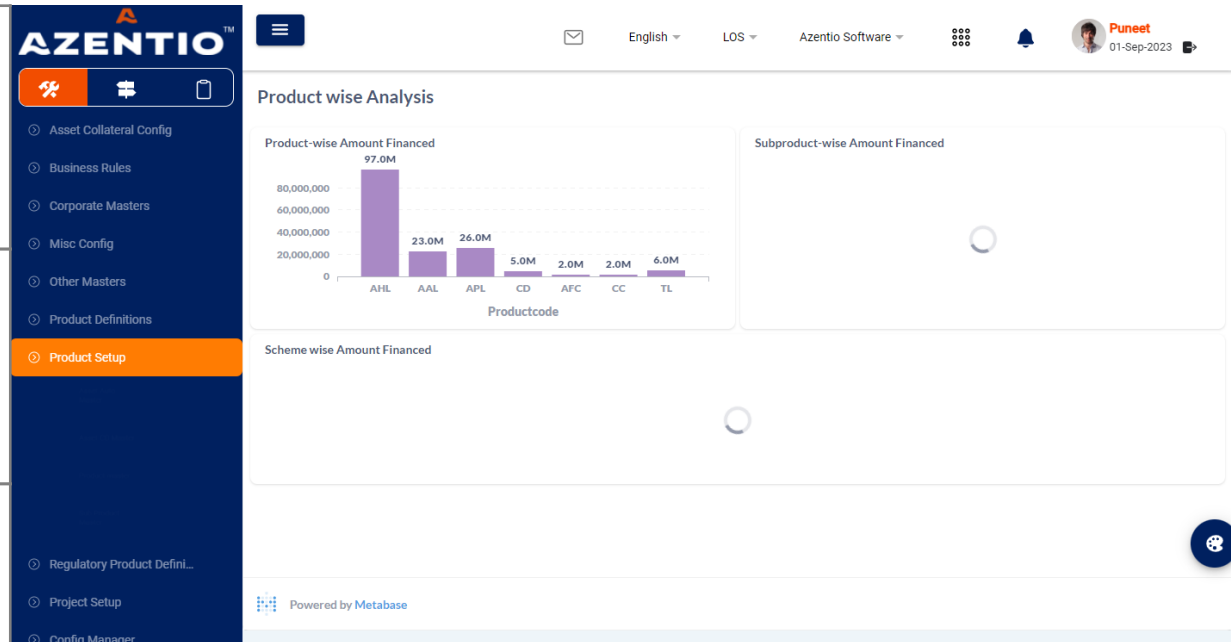 AZENTIO™
English
LOS
Azentio Software
Puneet
01-Sep-2023
Asset Collateral Config
Business Rules
Corporate Masters
Misc Config
Other Masters
Product Definitions
Product Setup
Regulatory Product Defini...
Project Setup
Config Manager
Product wise Analysis
Product-wise Amount Financed
97.0M
80,000,000
60,000,000
40,000,000
20,000,000
0
23.0M
26.0M
5.0M
2.0M
2.0M
6.0M
AHL
AAL
APL
CD
AFC
CC
TL
Productcode
Subproduct-wise Amount Financed
Scheme wise Amount Financed
Powered by Metabase